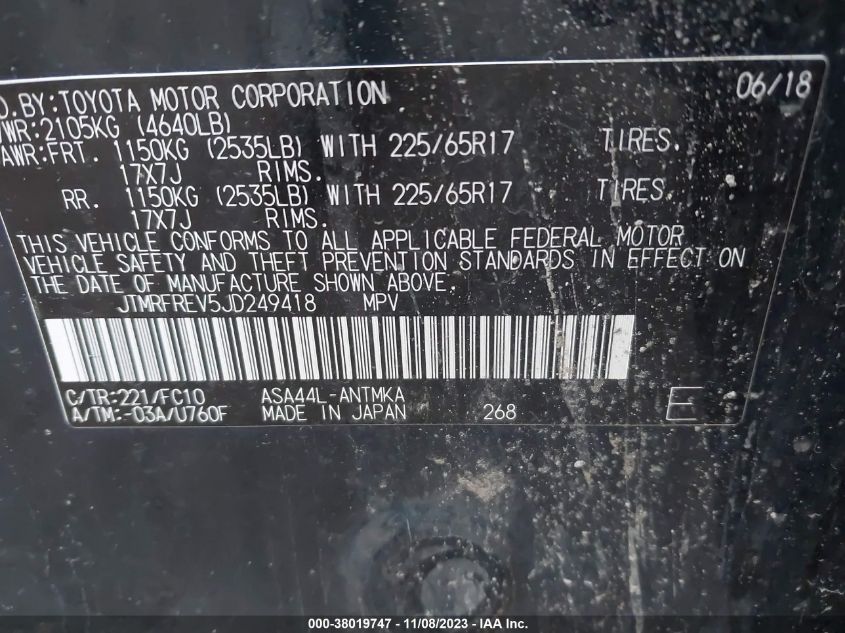 D. BY:TOYOTA MOTOR CORPORATION 06/18
VWR:2105KG (4640LB)
AWR:FRT. 1150KG (2535LB) WITH 225/65R17 TIRES.
17X7J RIMS.
RR. 1150KG (2535LB) WITH 225/65R17 TIRES.
17X7J RIMS.
THIS VEHICLE CONFORMS TO ALL APPLICABLE FEDERAL MOTOR
VEHICLE SAFETY AND THEFT PREVENTION STANDARDS IN EFFECT ON
THE DATE OF MANUFACTURE SHOWN ABOVE.
JTMRFREV5JD249418 MPV
C/TR:221/FC10 ASA44L-ANTMKA
A/TM:-03A/U760F MADE IN JAPAN 268 E
000-38019747 - 11/08/2023 - IAA Inc.